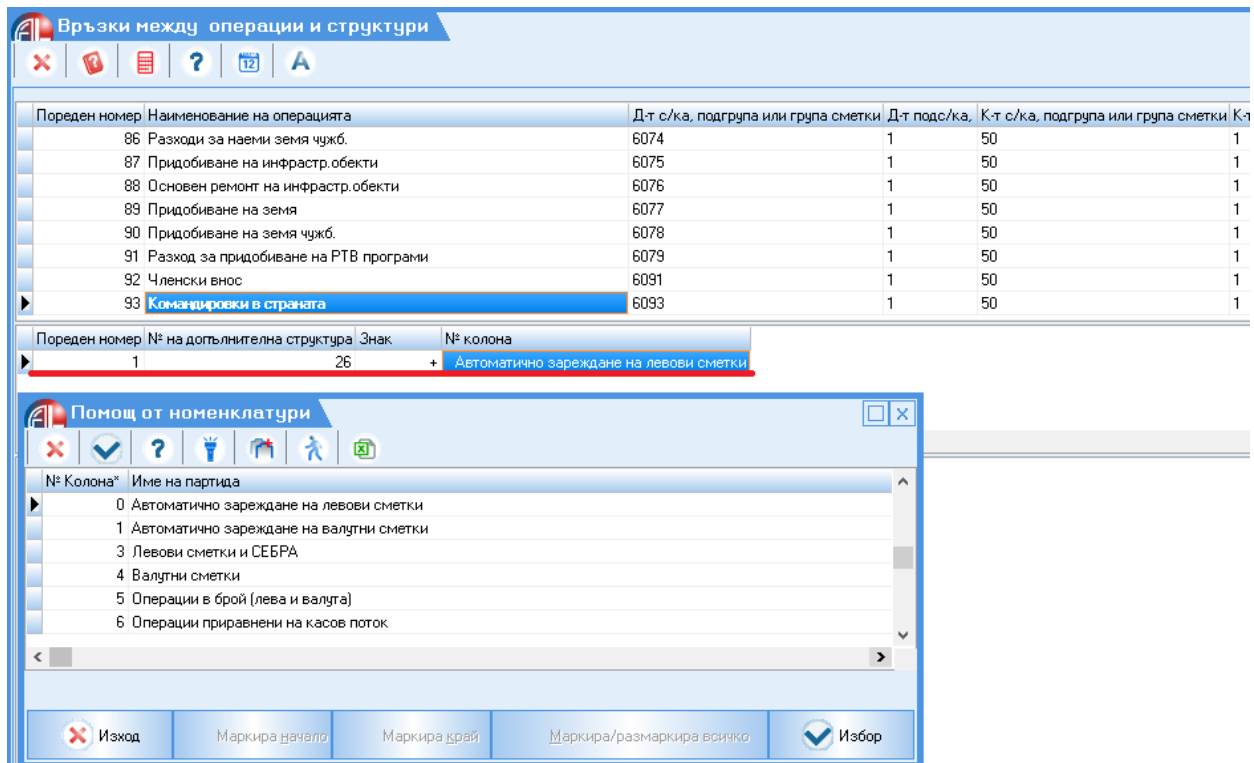 Връзки между операции и структури
12
Пореден номер Наименование на операцията Д-т с/ка, подгрупа или група сметки Д-т подс/ка, К-т с/ка, подгрупа или група сметки К-т
86 Разходи за наеми земя чужб. 6074 1 50 1
87 Придобиване на инфрастр.обекти 6075 1 50 1
88 Основен ремонт на инфрастр.обекти 6076 1 50 1
89 Придобиване на земя 6077 1 50 1
90 Придобиване на земя чужб. 6078 1 50 1
91 Разход за придобиване на РТВ програми 6079 1 50 1
92 Членски внос 6091 1 50 1
93 Командировки в страната 6093 1 50 1
Пореден номер № на допълнителна структура Знак № колона
1 26 + Автоматично зареждане на левови сметки
Помощ от номенклатури
№ Колона* Име на партида
0 Автоматично зареждане на левови сметки
1 Автоматично зареждане на валутни сметки
3 Левови сметки и СЕБРА
4 Валутни сметки
5 Операции в брой (лева и валута)
6 Операции приравнени на касов поток
Изход Маркира начало Маркира край Маркира/размаркира всичко Избор